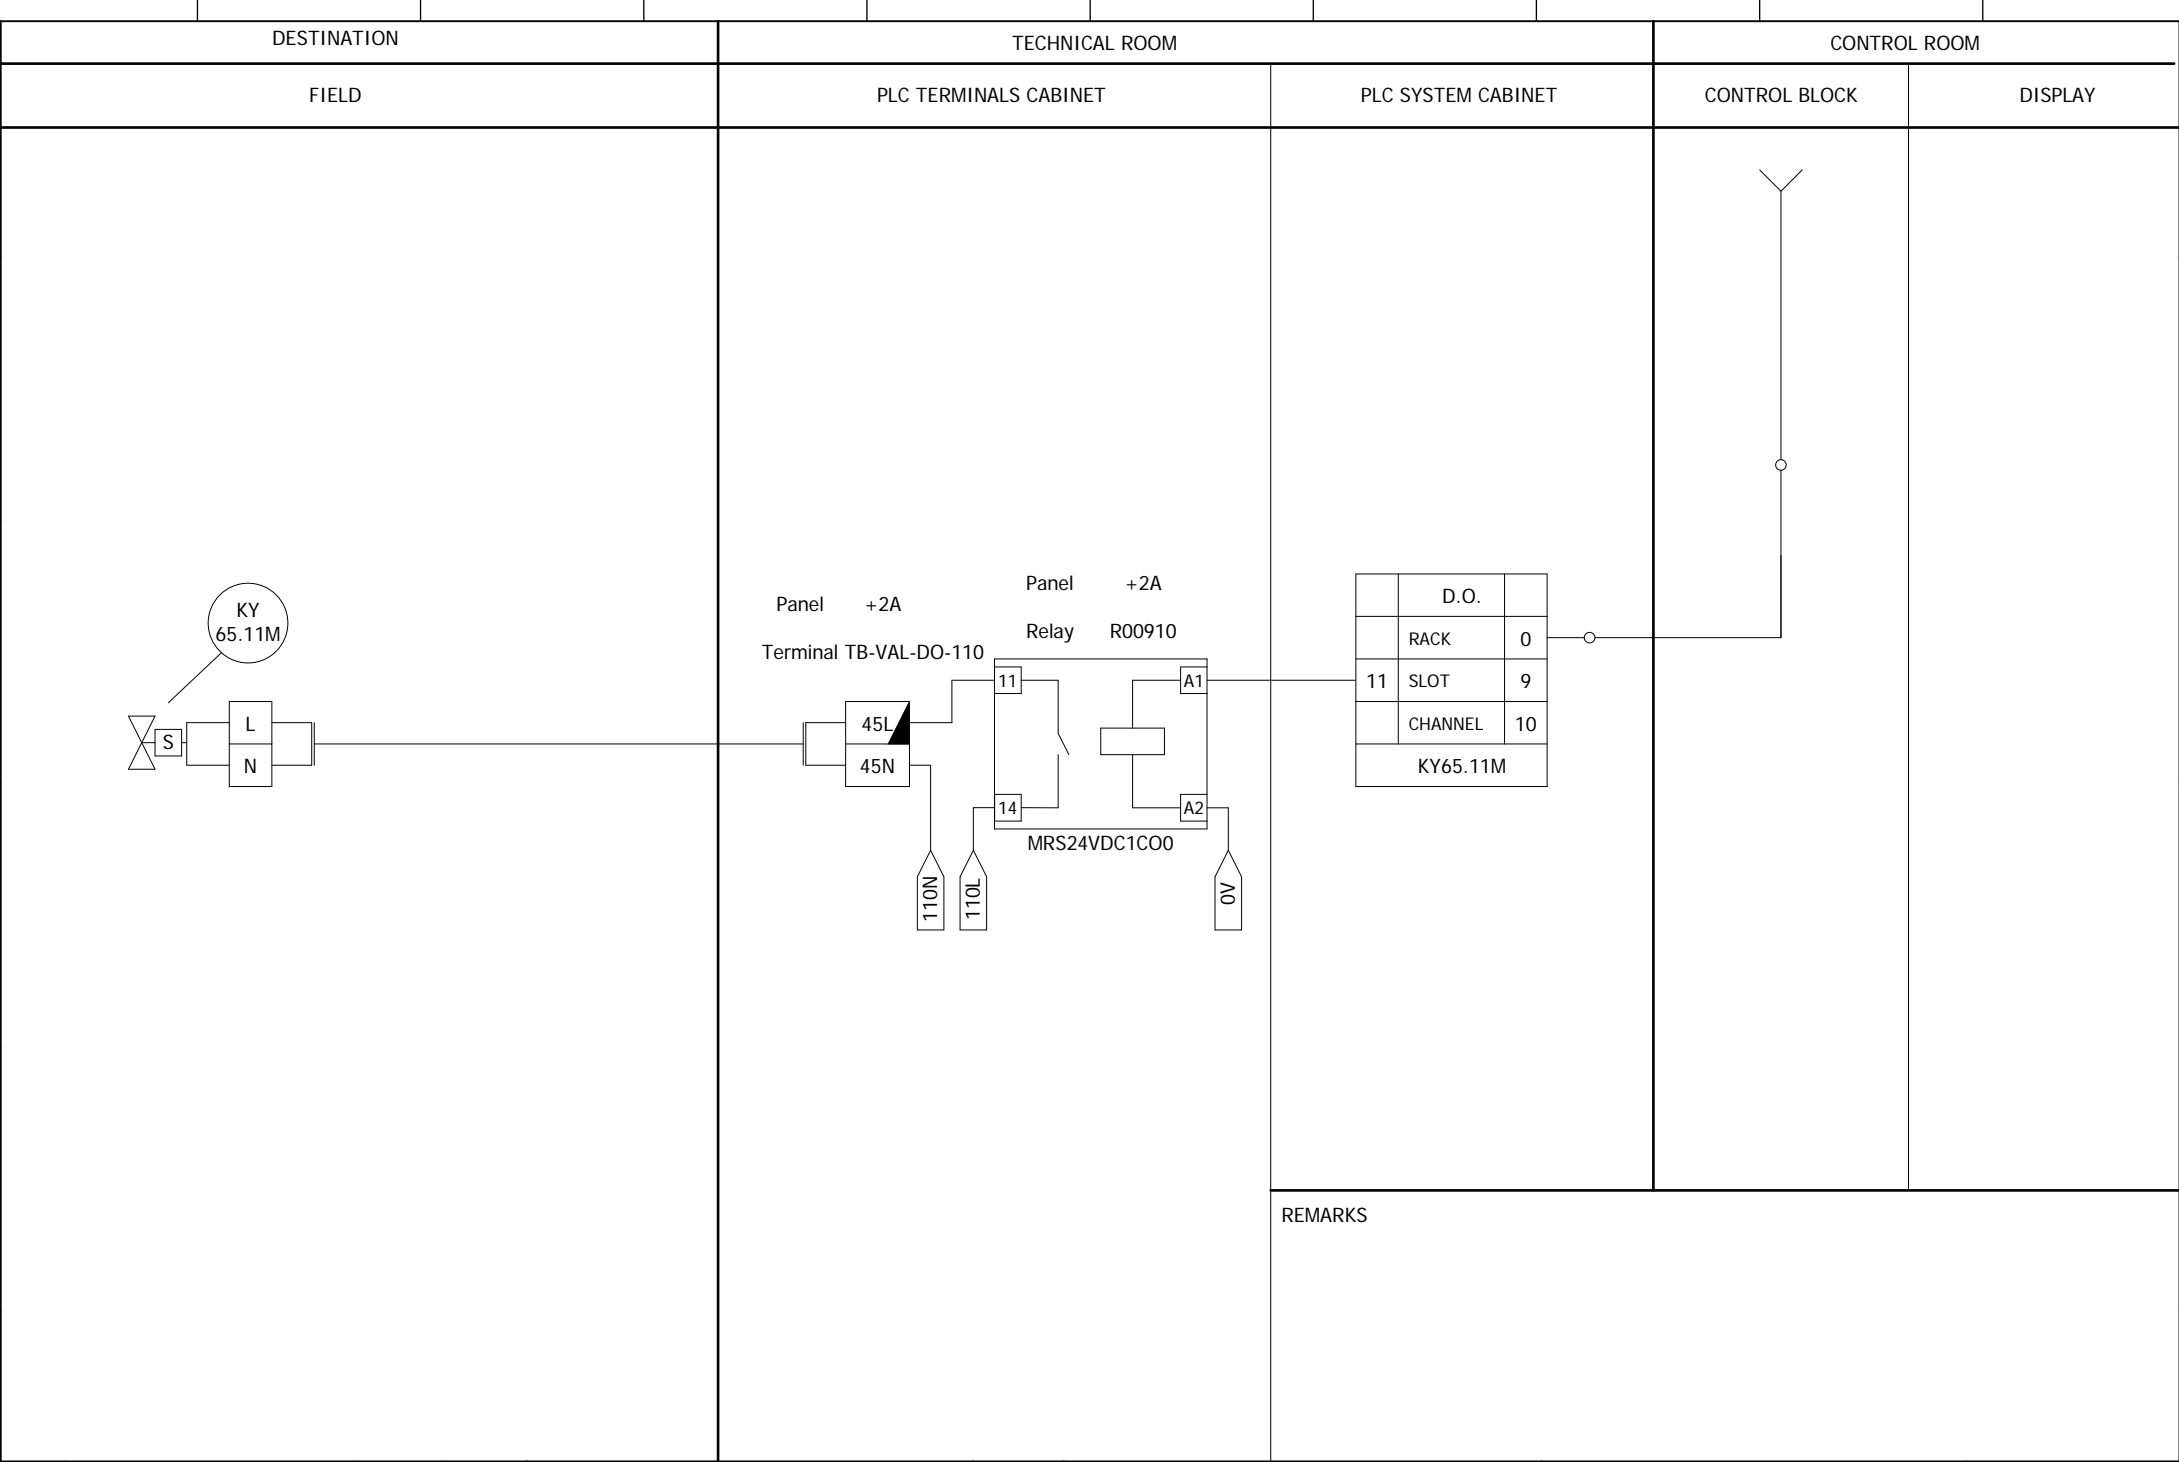 DESTINATION
TECHNICAL ROOM
CONTROL ROOM
FIELD
PLC TERMINALS CABINET
PLC SYSTEM CABINET
CONTROL BLOCK
DISPLAY
KY
65.11M
S
L
N
Panel +2A
Terminal TB-VAL-DO-110
45L
45N
110N
110L
Panel +2A
Relay R00910
11
14
A1
A2
MRS24VDC1CO0
0V
D.O.
RACK 0
11 SLOT 9
CHANNEL 10
KY65.11M
REMARKS